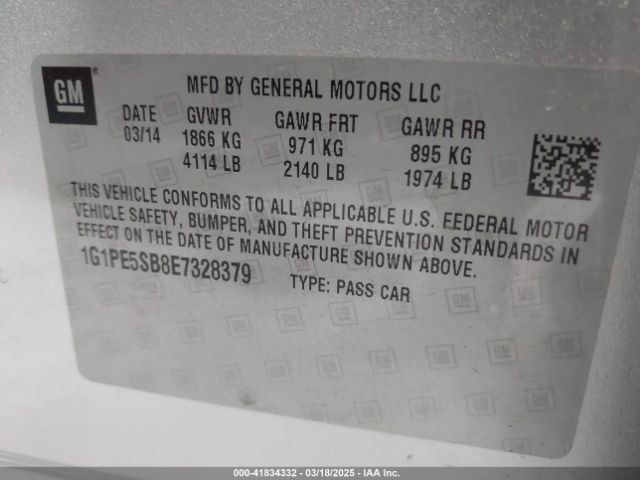 GM
MFD BY GENERAL MOTORS LLC
DATE GVWR GAWR FRT GAWR RR
03/14 1866 KG 971 KG 895 KG
4114 LB 2140 LB 1974 LB
THIS VEHICLE CONFORMS TO ALL APPLICABLE U.S. FEDERAL MOTOR
VEHICLE SAFETY, BUMPER, AND THEFT PREVENTION STANDARDS IN
EFFECT ON THE DATE OF MANUFACTURE SHOWN ABOVE.
1G1PE5SB8E7328379 TYPE: PASS CAR
000-41834332 / 03/18/2025 / IAA Inc.